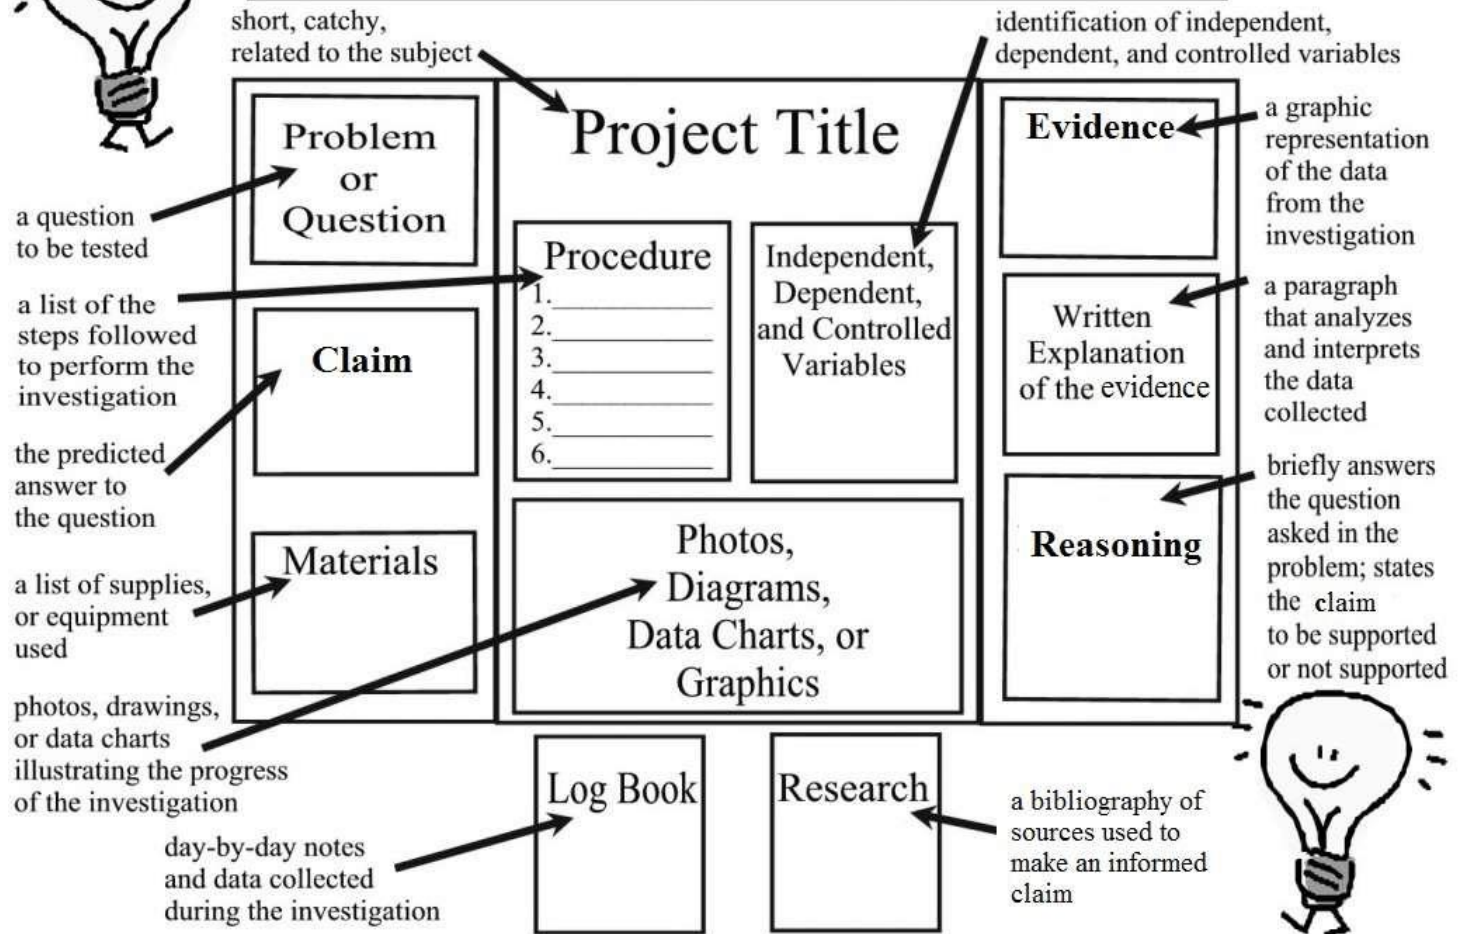 short, catchy,
related to the subject
identification of independent,
dependent, and controlled variables
Problem
or
Question
a question
to be tested
a list of the
steps followed
to perform the
investigation
Claim
the predicted
answer to
the question
Materials
a list of supplies,
or equipment
used
photos, drawings,
or data charts
illustrating the progress
of the investigation
Project Title
Procedure
1.
2.
3.
4.
5.
6.
Independent,
Dependent,
and Controlled
Variables
Photos,
Diagrams,
Data Charts, or
Graphics
Evidence
a graphic
representation
of the data
from the
investigation
Written
Explanation
of the evidence
a paragraph
that analyzes
and interprets
the data
collected
Reasoning
briefly answers
the question
asked in the
problem; states
the claim
to be supported
or not supported
Log Book
day-by-day notes
and data collected
during the investigation
Research
a bibliography of
sources used to
make an informed
claim